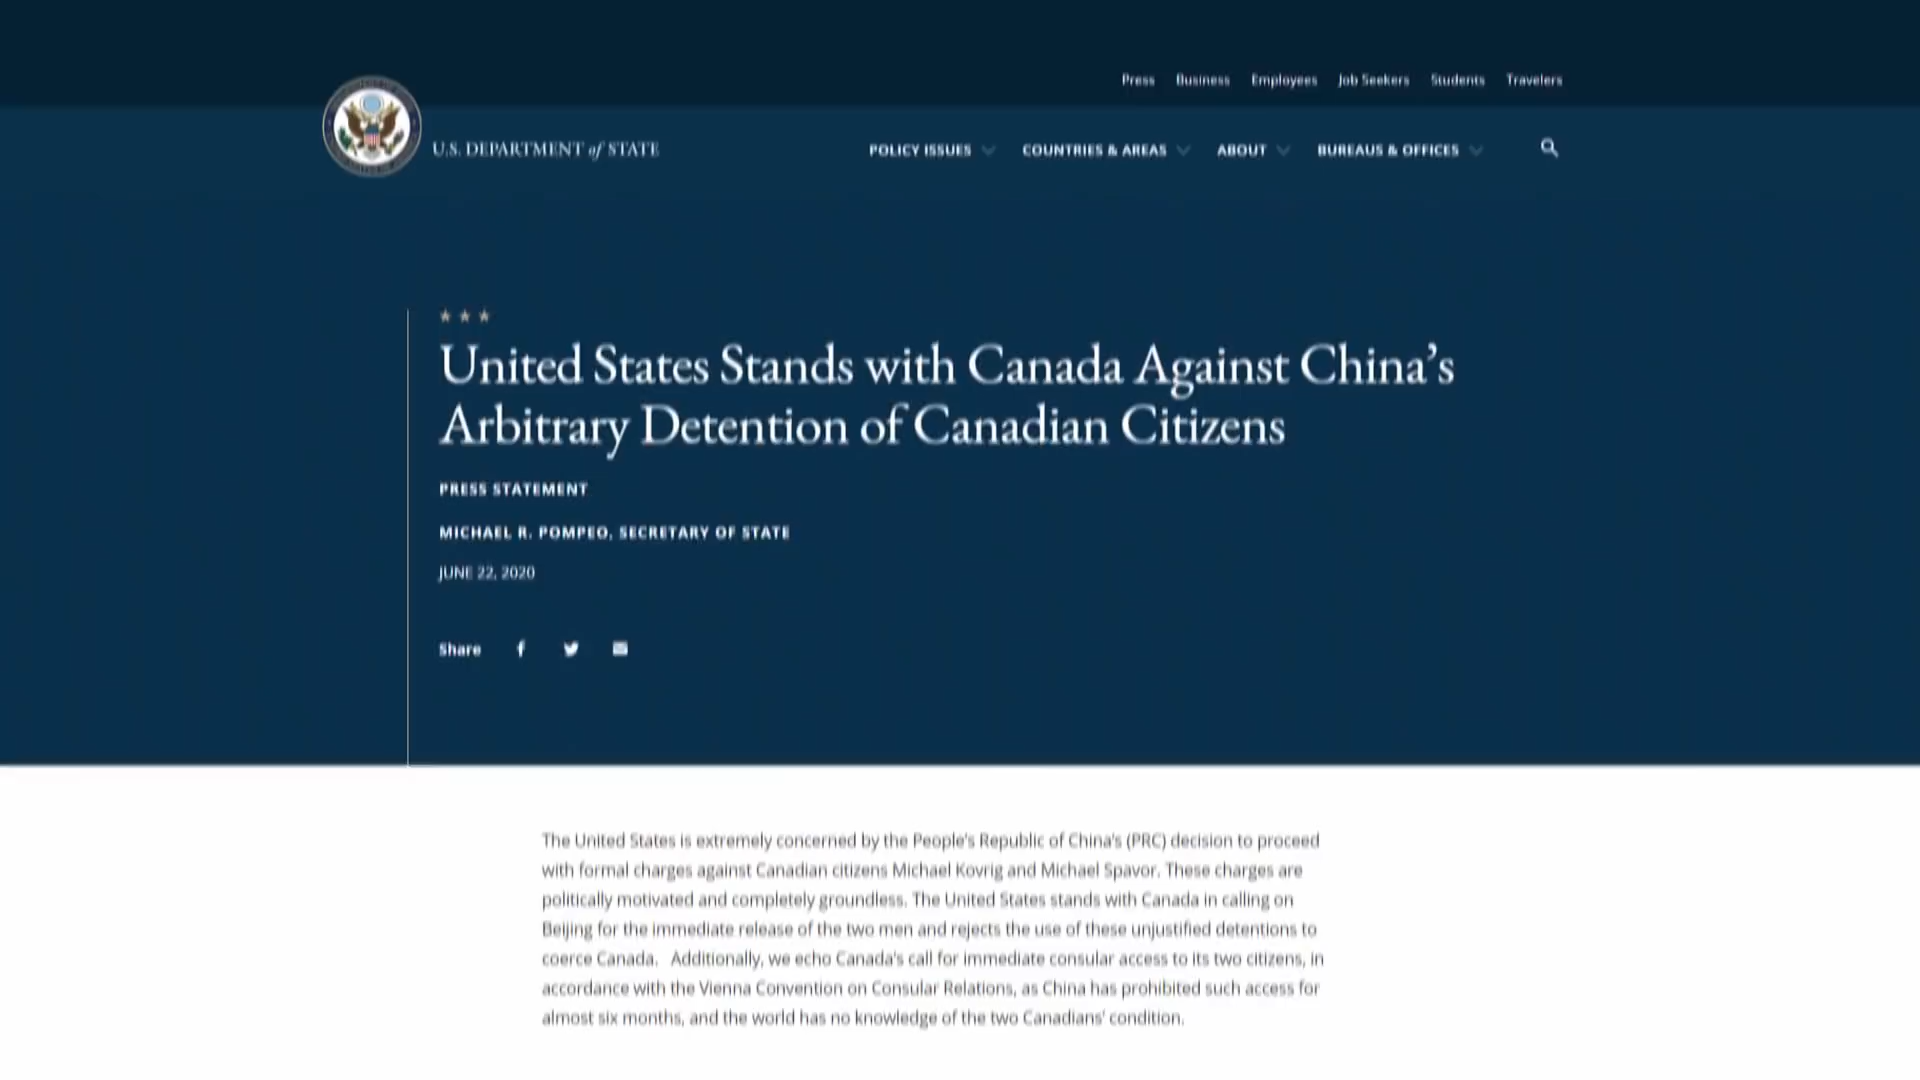 Press Business Employees Job Seekers Students Travelers
U.S. DEPARTMENT of STATE
POLICY ISSUES COUNTRIES & AREAS ABOUT BUREAUS & OFFICES
United States Stands with Canada Against China’s
Arbitrary Detention of Canadian Citizens
PRESS STATEMENT
MICHAEL R. POMPEO, SECRETARY OF STATE
JUNE 22, 2020
Share
The United States is extremely concerned by the People's Republic of China's (PRC) decision to proceed
with formal charges against Canadian citizens Michael Kovrig and Michael Spavor. These charges are
politically motivated and completely groundless. The United States stands with Canada in calling on
Beijing for the immediate release of the two men and rejects the use of these unjustified detentions to
coerce Canada. Additionally, we echo Canada's call for immediate consular access to its two citizens, in
accordance with the Vienna Convention on Consular Relations, as China has prohibited such access for
almost six months, and the world has no knowledge of the two Canadians' condition.